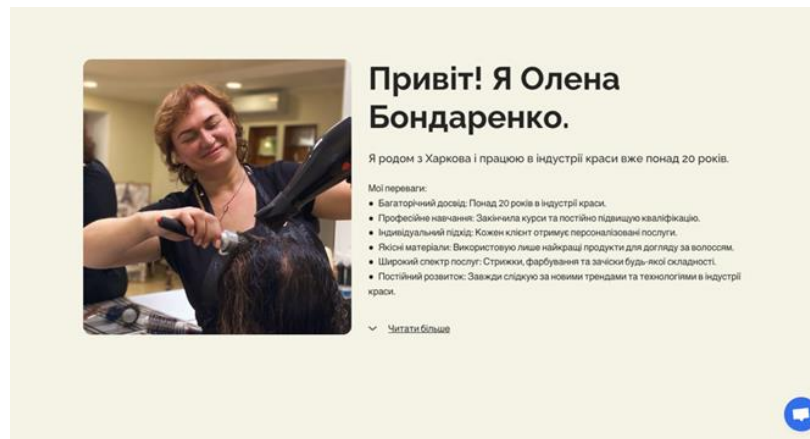 Привіт! Я Олена
Бондаренко.
Я родом з Харкова і працюю в індустрії краси вже понад 20 років.
Мої переваги:
● Багаторічний досвід: Понад 20 років в індустрії краси.
● Професійне навчання: Закінчила курси та постійно підвищую кваліфікацію.
● Індивідуальний підхід: Кожен клієнт отримує персоналізовані послуги.
● Якісні матеріали: Використовую лише найкращі продукти для догляду за волоссям.
● Широкий спектр послуг: Стрижки, фарбування та зачіски будь-якої складності.
● Постійний розвиток: Завжди слідкую за новими трендами та технологіями в індустрії
краси.
Читати більше